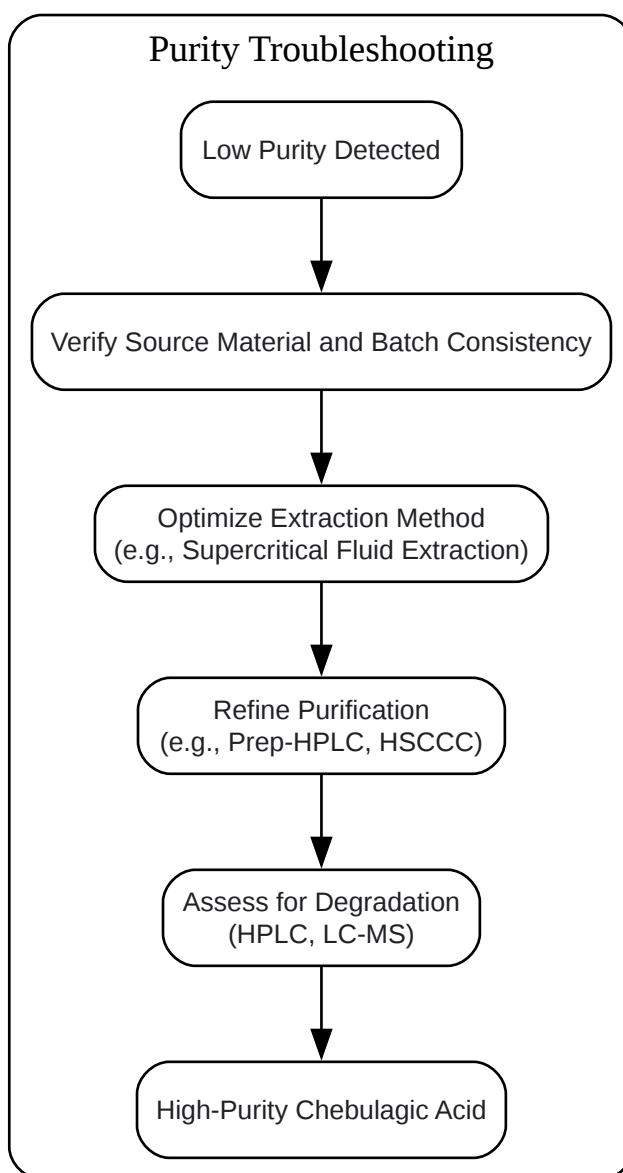 Purity Troubleshooting
Low Purity Detected
Verify Source Material and Batch Consistency
Optimize Extraction Method
(e.g., Supercritical Fluid Extraction)
Refine Purification
(e.g., Prep-HPLC, HSCCC)
Assess for Degradation
(HPLC, LC-MS)
High-Purity Chebulagic Acid